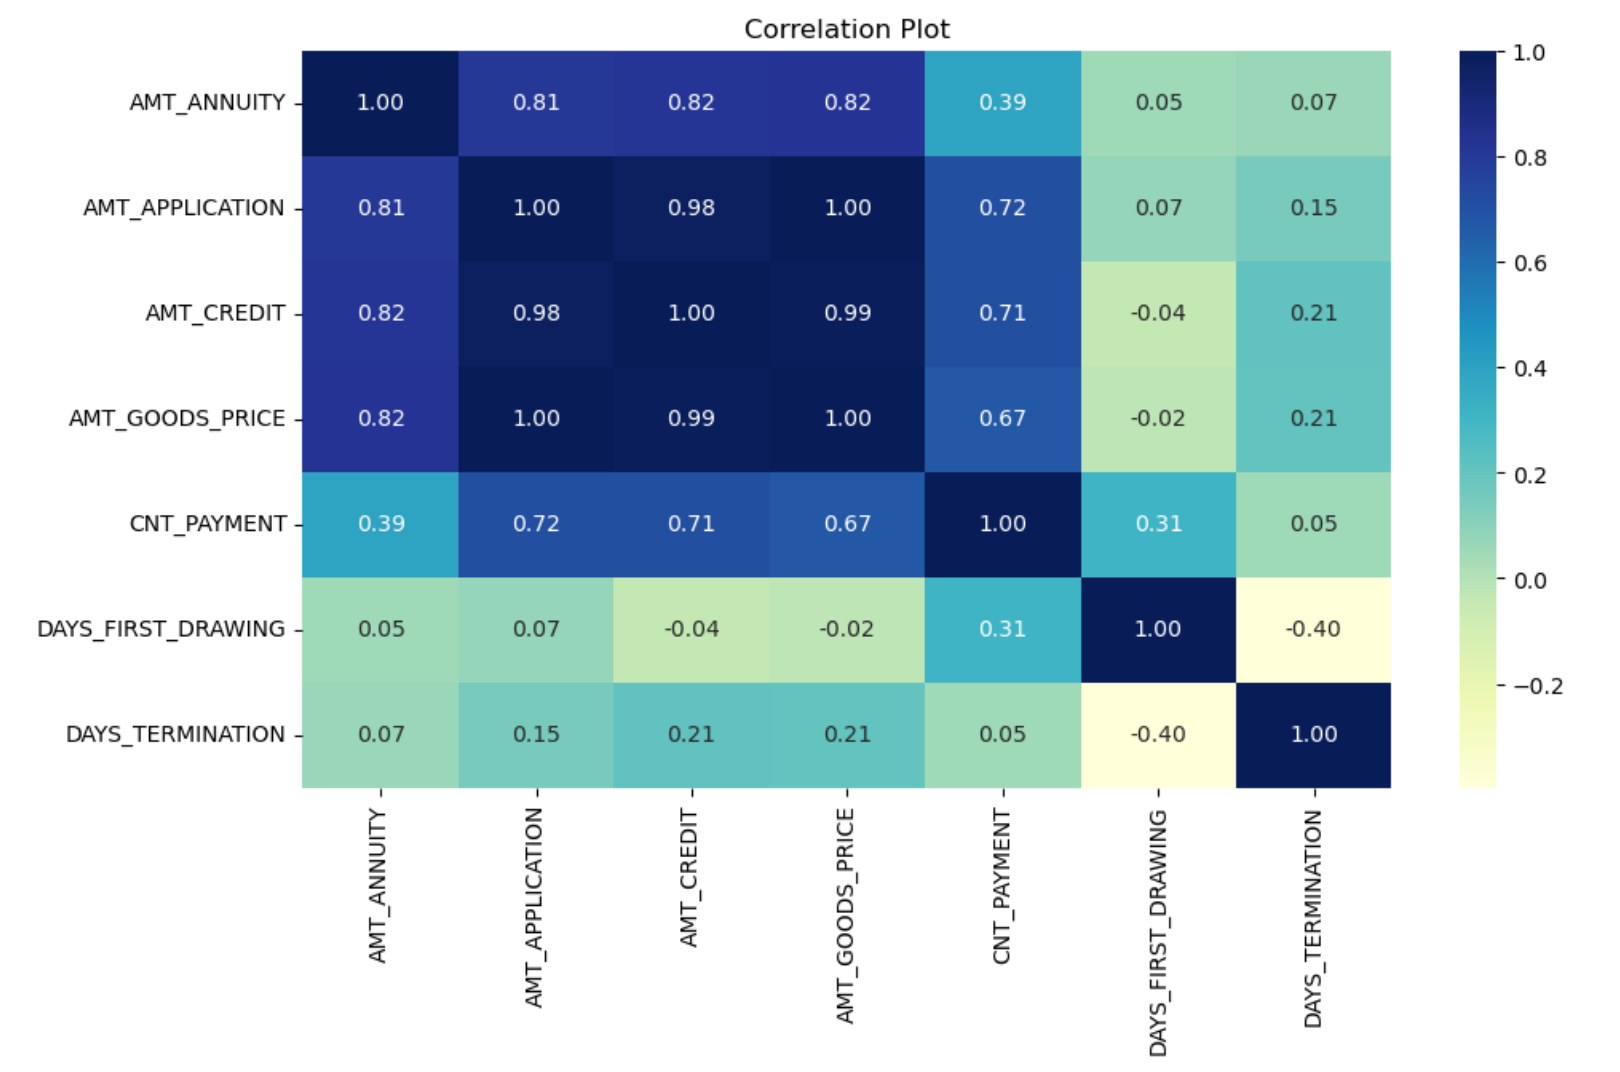 Correlation Plot
AMT_ANNUITY 1.00 0.81 0.82 0.82 0.39 0.05 0.07
AMT_APPLICATION 0.81 1.00 0.98 1.00 0.72 0.07 0.15
AMT_CREDIT 0.82 0.98 1.00 0.99 0.71 -0.04 0.21
AMT_GOODS_PRICE 0.82 1.00 0.99 1.00 0.67 -0.02 0.21
CNT_PAYMENT 0.39 0.72 0.71 0.67 1.00 0.31 0.05
DAYS_FIRST_DRAWING 0.05 0.07 -0.04 -0.02 0.31 1.00 -0.40
DAYS_TERMINATION 0.07 0.15 0.21 0.21 0.05 -0.40 1.00
AMT_ANNUITY
AMT_APPLICATION
AMT_CREDIT
AMT_GOODS_PRICE
CNT_PAYMENT
DAYS_FIRST_DRAWING
DAYS_TERMINATION
1.0
0.8
0.6
0.4
0.2
0.0
−0.2